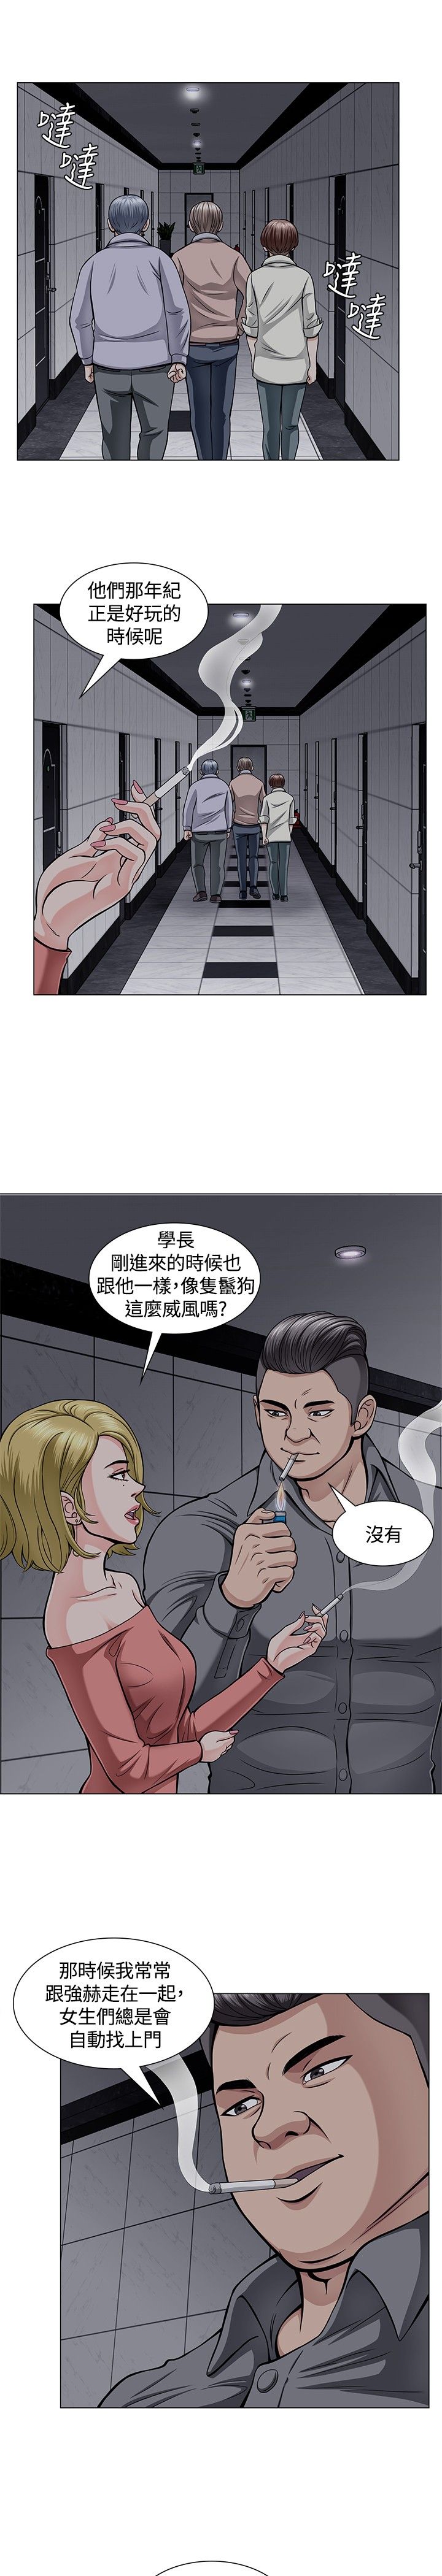 噠
噠
噠
噠
他們那年紀
正是好玩的
時候呢
學長
剛進來的時候也
跟他一樣，像隻鬣狗
這麼威風嗎？
沒有
那時候我常常
跟強赫走在一起，
女生們總是會
自動找上門